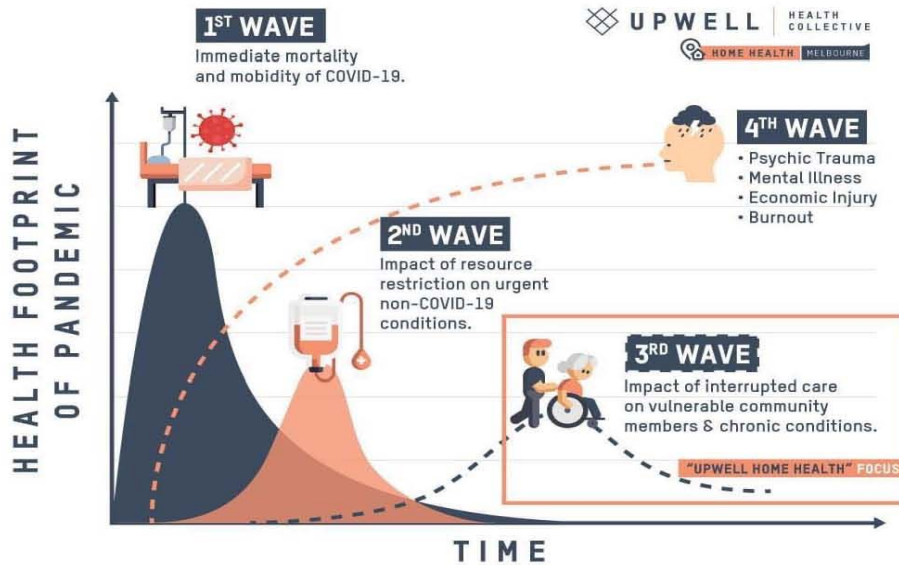 1ST WAVE
Immediate mortality
and mobidity of COVID-19.
UPWELL
HEALTH
COLLECTIVE
HOME HEALTH MELBOURNE
4TH WAVE
• Psychic Trauma
• Mental Illness
• Economic Injury
• Burnout
2ND WAVE
Impact of resource
restriction on urgent
non-COVID-19
conditions.
3RD WAVE
Impact of interrupted care
on vulnerable community
members & chronic conditions.
"UPWELL HOME HEALTH" FOCUS
HEALTH FOOTPRINT
OF PANDEMIC
TIME